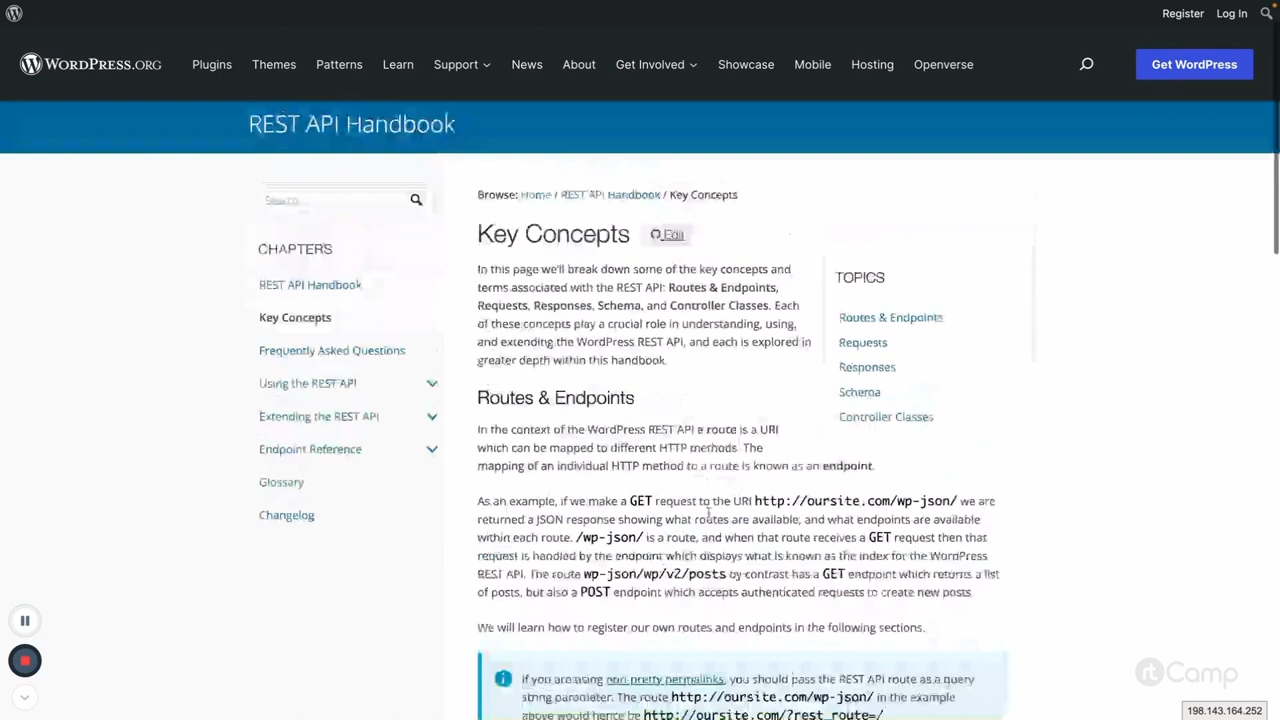 Register Log In
WORDPRESS.ORG Plugins Themes Patterns Learn Support News About Get Involved Showcase Mobile Hosting Openverse Get WordPress
REST API Handbook
Search...
CHAPTERS
REST API Handbook
Key Concepts
Frequently Asked Questions
Using the REST API
Extending the REST API
Endpoint Reference
Glossary
Changelog
Browse: Home / REST API Handbook / Key Concepts
Key Concepts Edit
In this page we'll break down some of the key concepts and
terms associated with the REST API: Routes & Endpoints,
Requests, Responses, Schema, and Controller Classes. Each
of these concepts play a crucial role in understanding, using,
and extending the WordPress REST API, and each is explored in
greater depth within this handbook.
TOPICS
Routes & Endpoints
Requests
Responses
Schema
Controller Classes
Routes & Endpoints
In the context of the WordPress REST API a route is a URI
which can be mapped to different HTTP methods. The
mapping of an individual HTTP method to a route is known as an endpoint.
As an example, if we make a GET request to the URI http://oursite.com/wp-json/ we are
returned a JSON response showing what routes are available, and what endpoints are available
within each route. /wp-json/ is a route, and when that route receives a GET request then that
request is handled by the endpoint which displays what is known as the index for the WordPress
REST API. The route wp-json/wp/v2/posts by contrast has a GET endpoint which returns a list
of posts, but also a POST endpoint which accepts authenticated requests to create new posts.
We will learn how to register our own routes and endpoints in the following sections.
If you are using non-pretty permalinks, you should pass the REST API route as a query
string parameter. The route http://oursite.com/wp-json/ in the example
above would hence be http://oursite.com/?rest_route=/
rtCamp
198.143.164.252